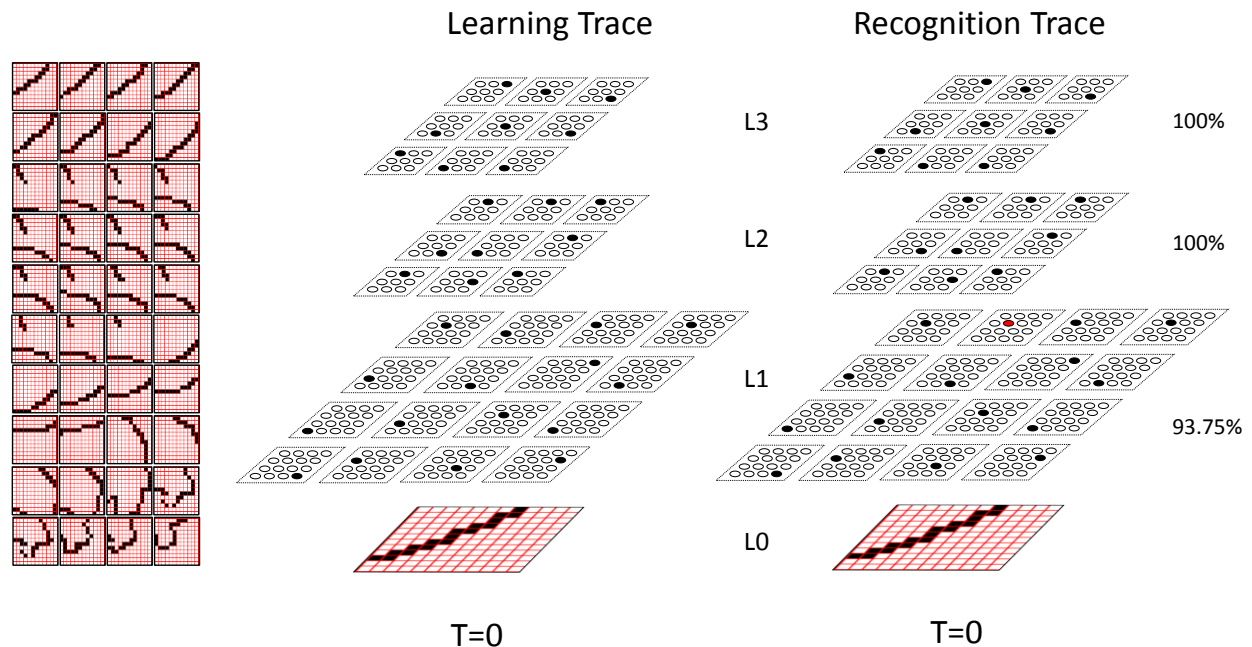 Learning Trace
Recognition Trace
L3
100%
L2
100%
L1
93.75%
L0
T=0
T=0